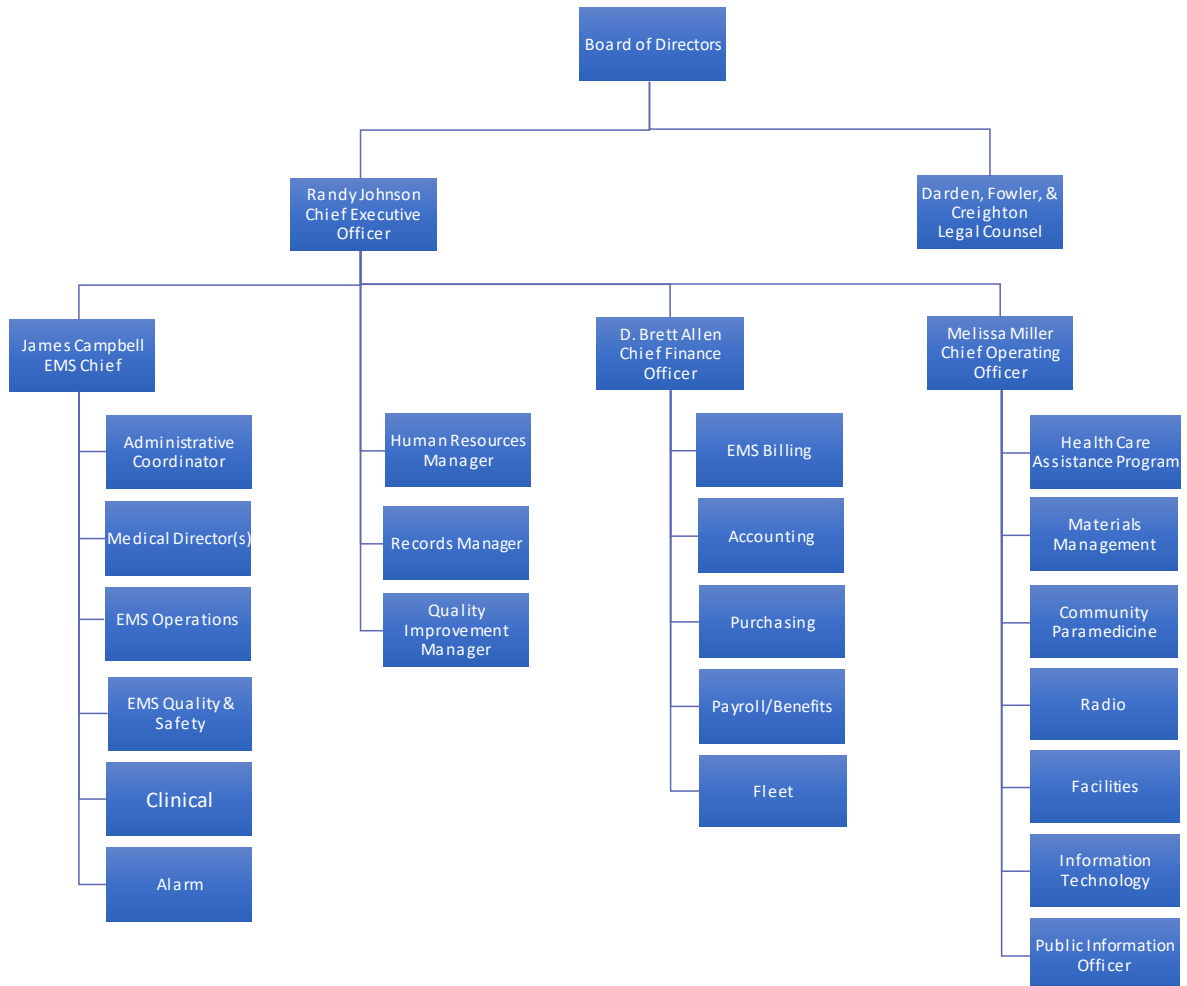 Board of Directors
Randy Johnson
Chief Executive
Officer
Darden, Fowler, &
Creighton
Legal Counsel
James Campbell
EMS Chief
D. Brett Allen
Chief Finance
Officer
Melissa Miller
Chief Operating
Officer
Administrative
Coordinator
Medical Director(s)
EMS Operations
EMS Quality &
Safety
Clinical
Alarm
Human Resources
Manager
Records Manager
Quality
Improvement
Manager
EMS Billing
Accounting
Purchasing
Payroll/Benefits
Fleet
Health Care
Assistance Program
Materials
Management
Community
Paramedicine
Radio
Facilities
Information
Technology
Public Information
Officer